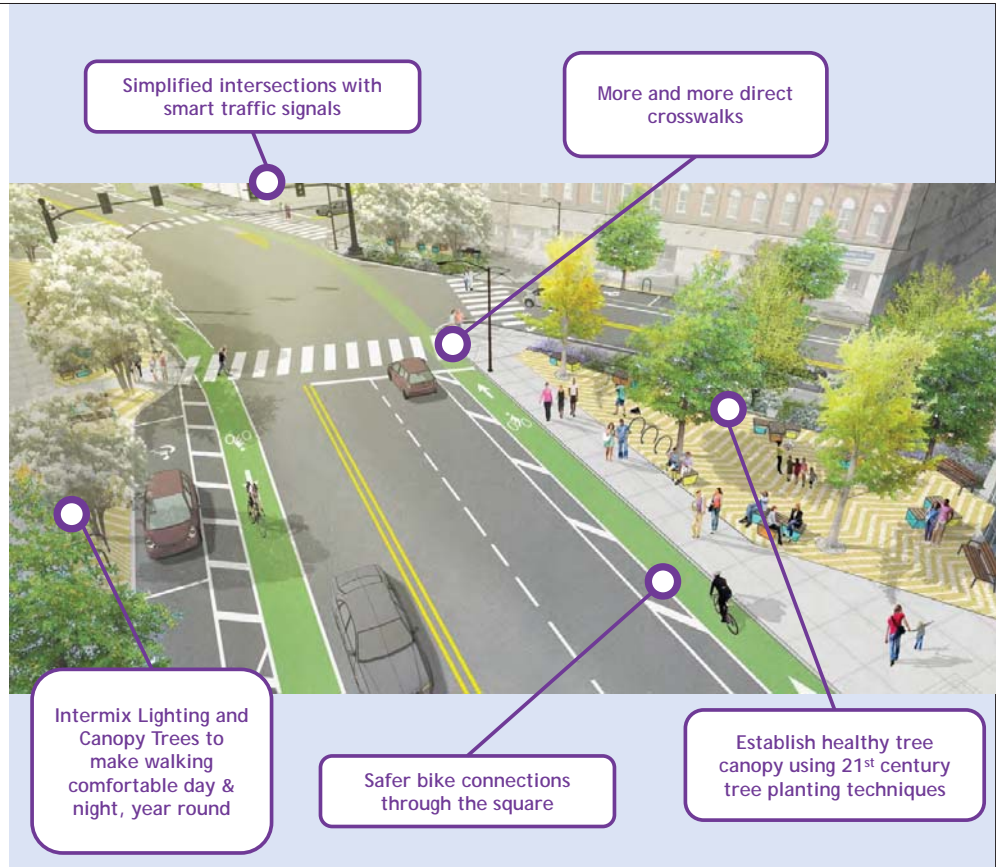 Simplified intersections with
smart traffic signals
More and more direct
crosswalks
Intermix Lighting and
Canopy Trees to
make walking
comfortable day &
night, year round
Safer bike connections
through the square
Establish healthy tree
canopy using 21st century
tree planting techniques